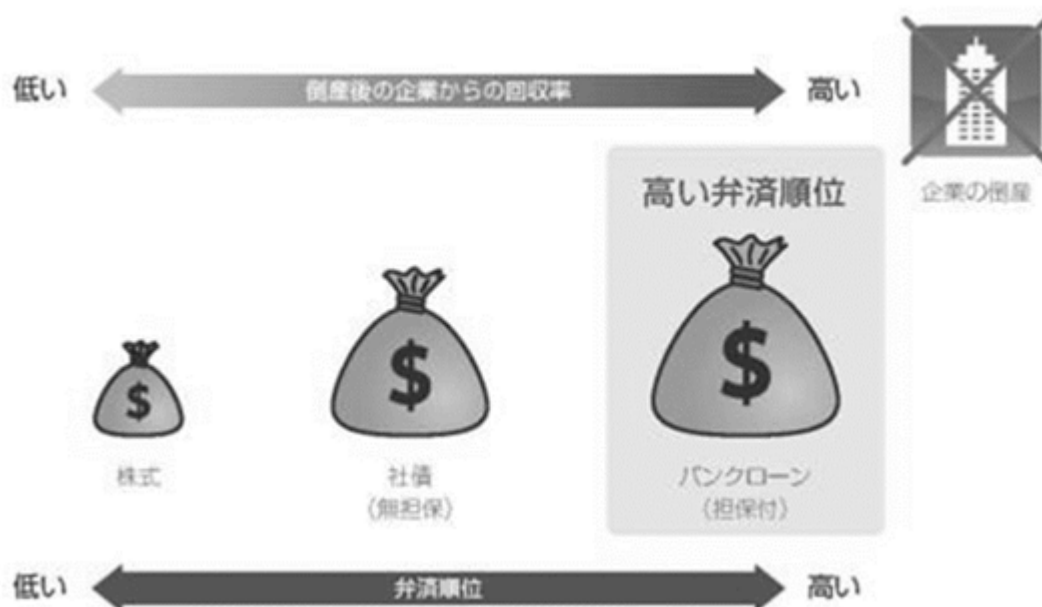 低い
倒産後の企業からの回収率
高い
企業の倒産
高い弁済順位
$
$
$
株式
社債
(無担保)
バンクローン
(担保付)
低い
弁済順位
高い